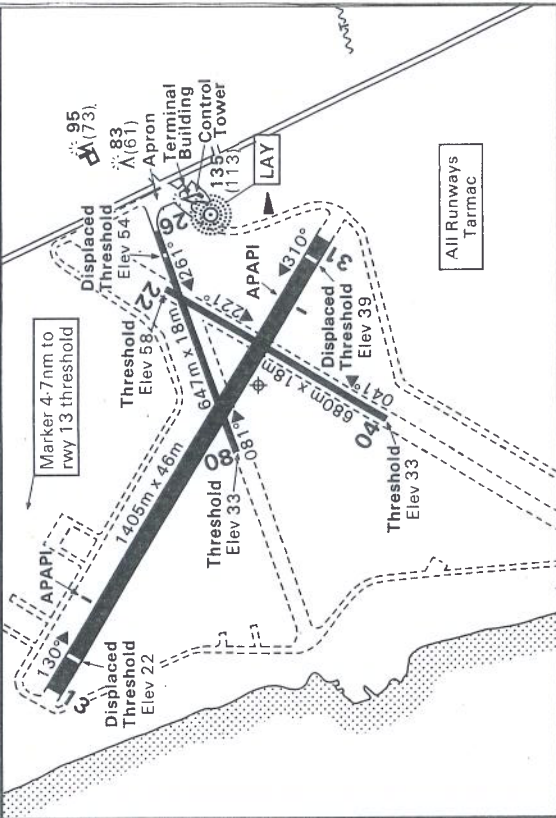 Marker 4·7nm to
rwy 13 threshold
All Runways
Tarmac
95
(73)
83
(61)
Apron
Terminal
Building
Control
Tower
135
(113)
LAY
Displaced
Threshold
Elev 54
26
261°
22
221°
Threshold
Elev 58
647m x 18m
APAPI
310°
31
Displaced
Threshold
Elev 39
680m x 18m
041°
04
Threshold
Elev 33
08
081°
Threshold
Elev 33
1405m x 46m
APAPI
130°
13
Displaced
Threshold
Elev 22